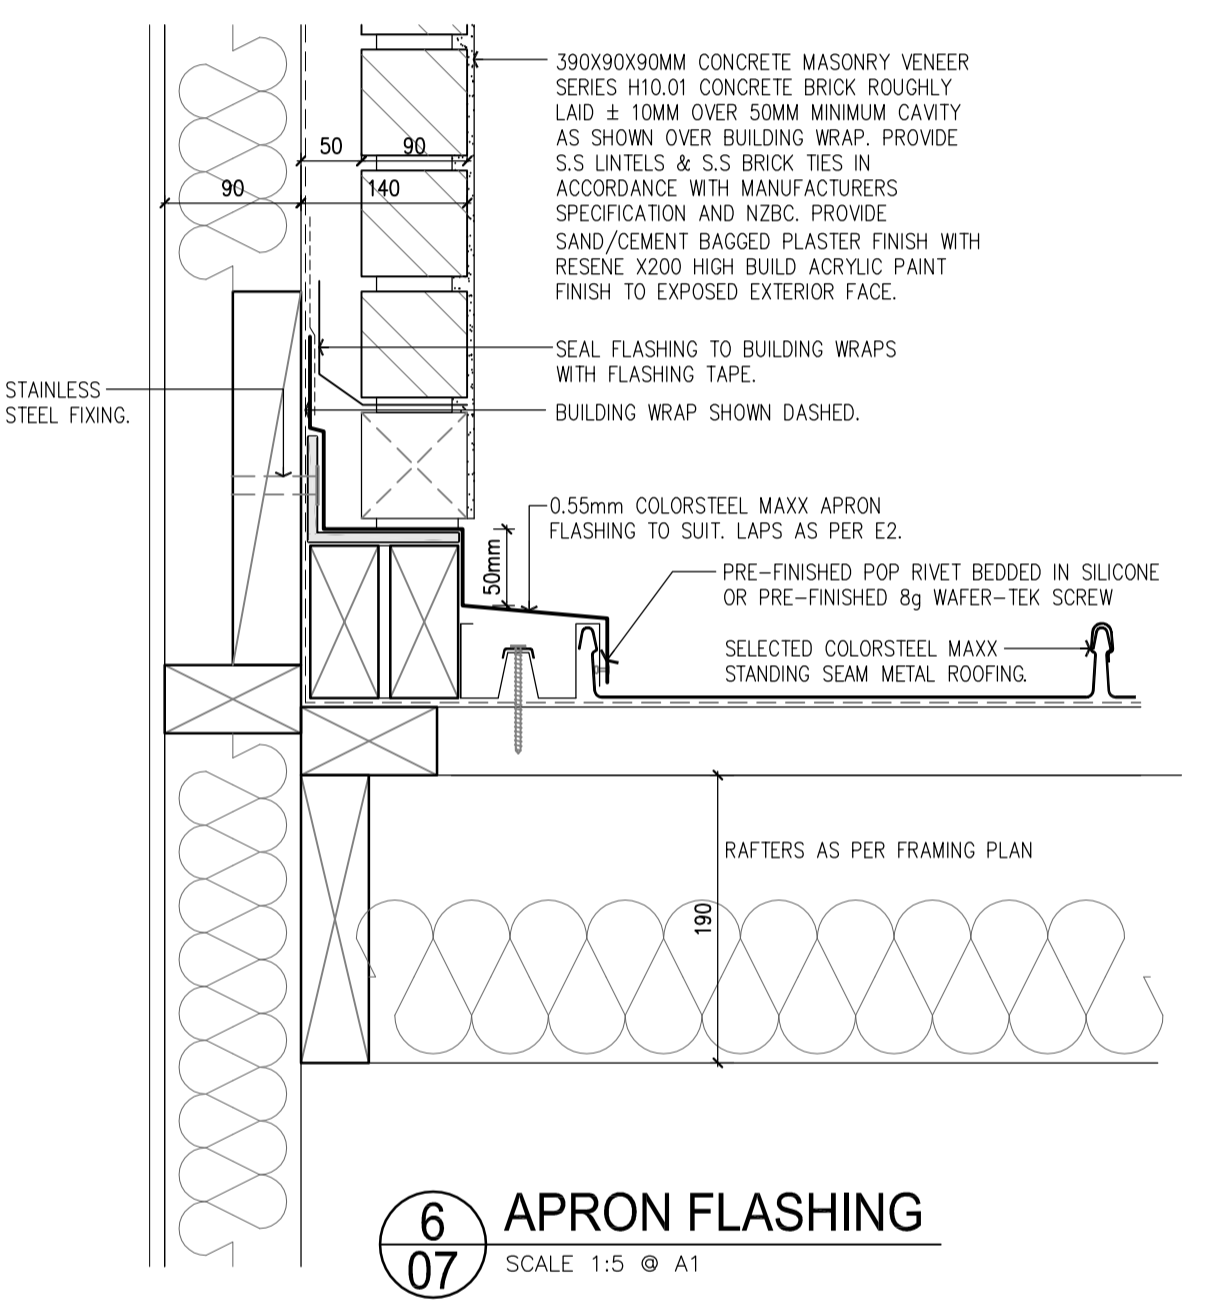 390X90X90MM CONCRETE MASONRY VENEER
SERIES H10.01 CONCRETE BRICK ROUGHLY
LAID ± 10MM OVER 50MM MINIMUM CAVITY
AS SHOWN OVER BUILDING WRAP. PROVIDE
S.S LINTELS & S.S BRICK TIES IN
ACCORDANCE WITH MANUFACTURERS
SPECIFICATION AND NZBC. PROVIDE
SAND/CEMENT BAGGED PLASTER FINISH WITH
RESENE X200 HIGH BUILD ACRYLIC PAINT
FINISH TO EXPOSED EXTERIOR FACE.
50
90
90
140
SEAL FLASHING TO BUILDING WRAPS
WITH FLASHING TAPE.
STAINLESS
STEEL FIXING.
BUILDING WRAP SHOWN DASHED.
0.55mm COLORSTEEL MAXX APRON
FLASHING TO SUIT. LAPS AS PER E2.
50mm
PRE-FINISHED POP RIVET BEDDED IN SILICONE
OR PRE-FINISHED 8g WAFER-TEK SCREW
SELECTED COLORSTEEL MAXX
STANDING SEAM METAL ROOFING.
RAFTERS AS PER FRAMING PLAN
190
6
07
APRON FLASHING
SCALE 1:5 @ A1